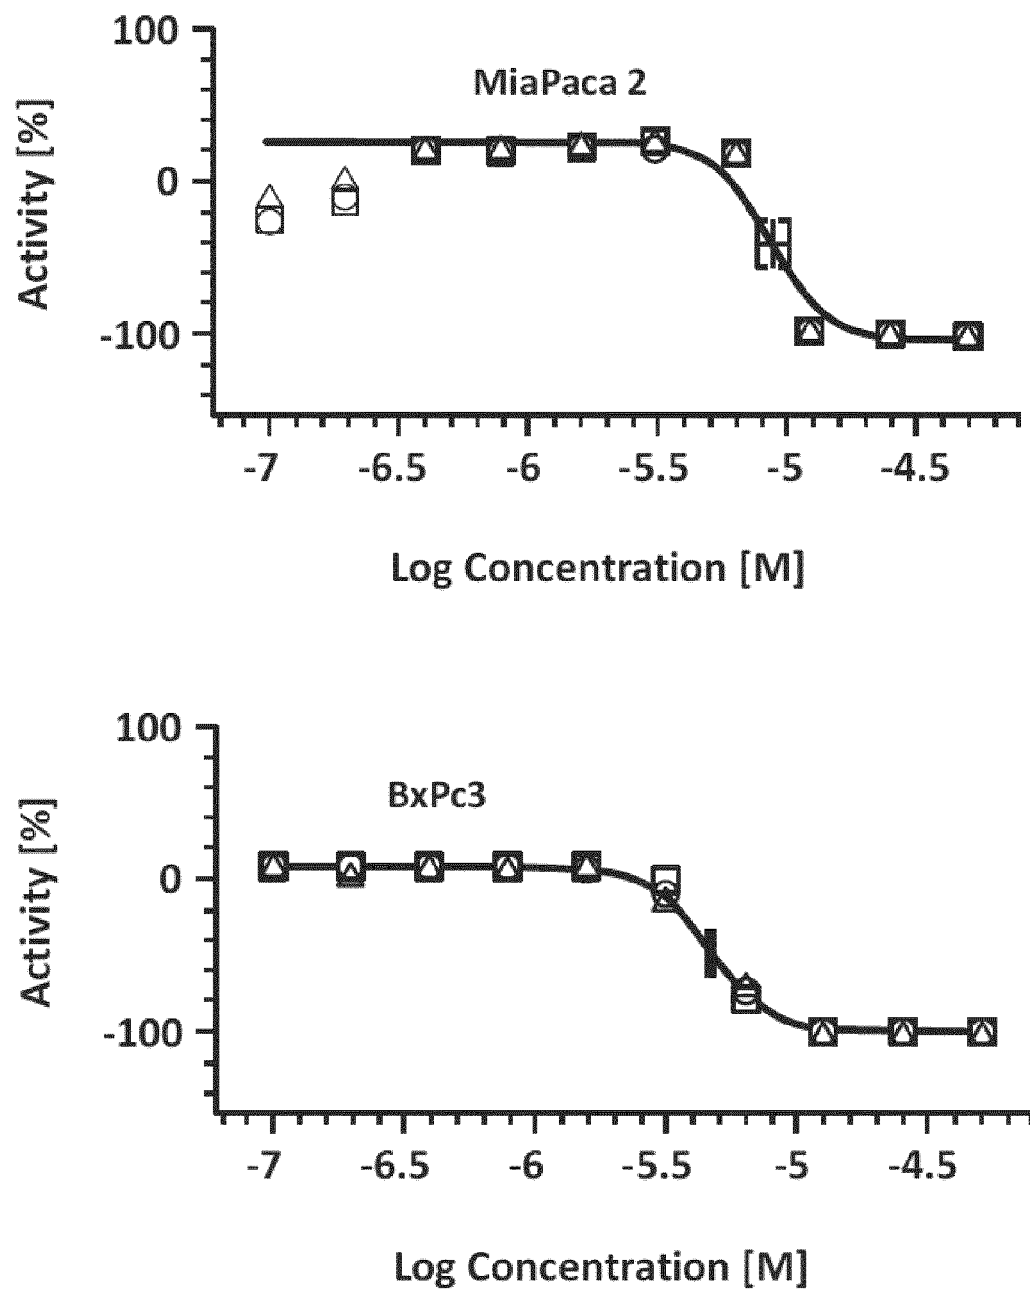 100
MiaPaca 2
0
-100
Activity [%]
-7 -6.5 -6 -5.5 -5 -4.5
Log Concentration [M]
100
BxPc3
0
-100
Activity [%]
-7 -6.5 -6 -5.5 -5 -4.5
Log Concentration [M]